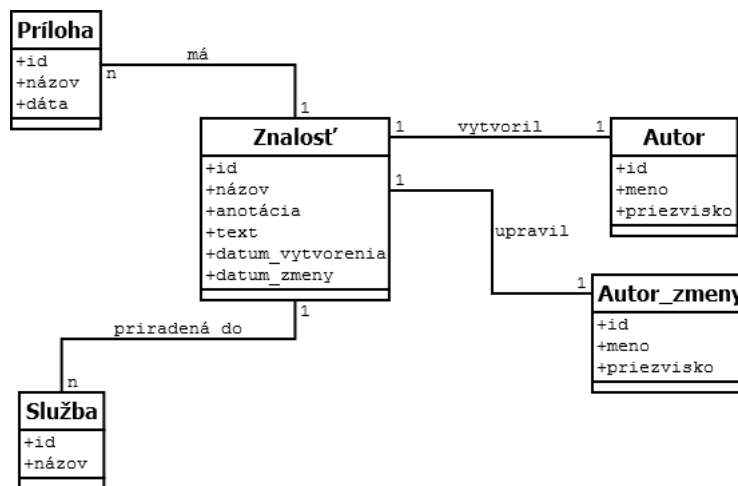 Príloha
+id
+názov
+dáta
má
n
1
Znalosť
+id
+názov
+anotácia
+text
+datum_vytvorenia
+datum_zmeny
1
vytvoril
1
Autor
+id
+meno
+priezvisko
1
upravil
1
Autor_zmeny
+id
+meno
+priezvisko
1
priradená do
n
Služba
+id
+názov